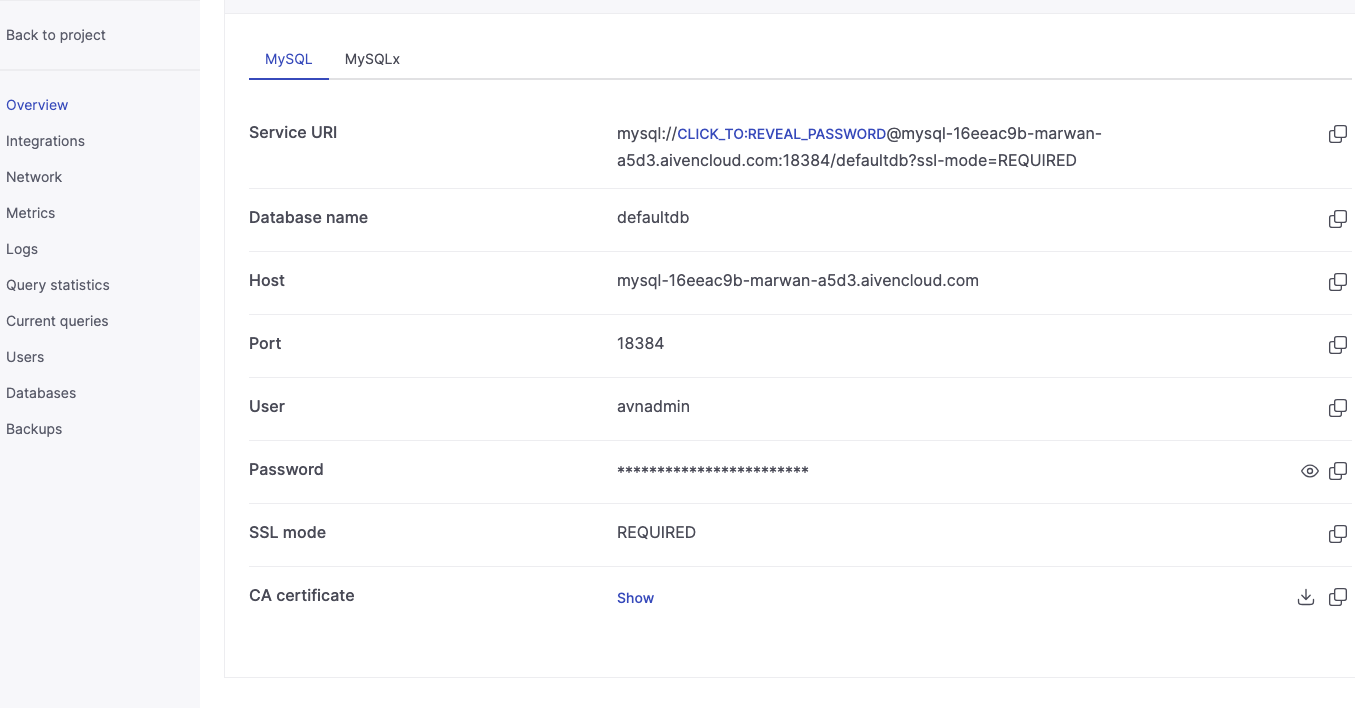 Back to project
Overview
Integrations
Network
Metrics
Logs
Query statistics
Current queries
Users
Databases
Backups
MySQL MySQLx
Service URI mysql://CLICK_TO:REVEAL_PASSWORD@mysql-16eeac9b-marwan-
a5d3.aivencloud.com:18384/defaultdb?ssl-mode=REQUIRED
Database name defaultdb
Host mysql-16eeac9b-marwan-a5d3.aivencloud.com
Port 18384
User avnadmin
Password ************************
SSL mode REQUIRED
CA certificate Show